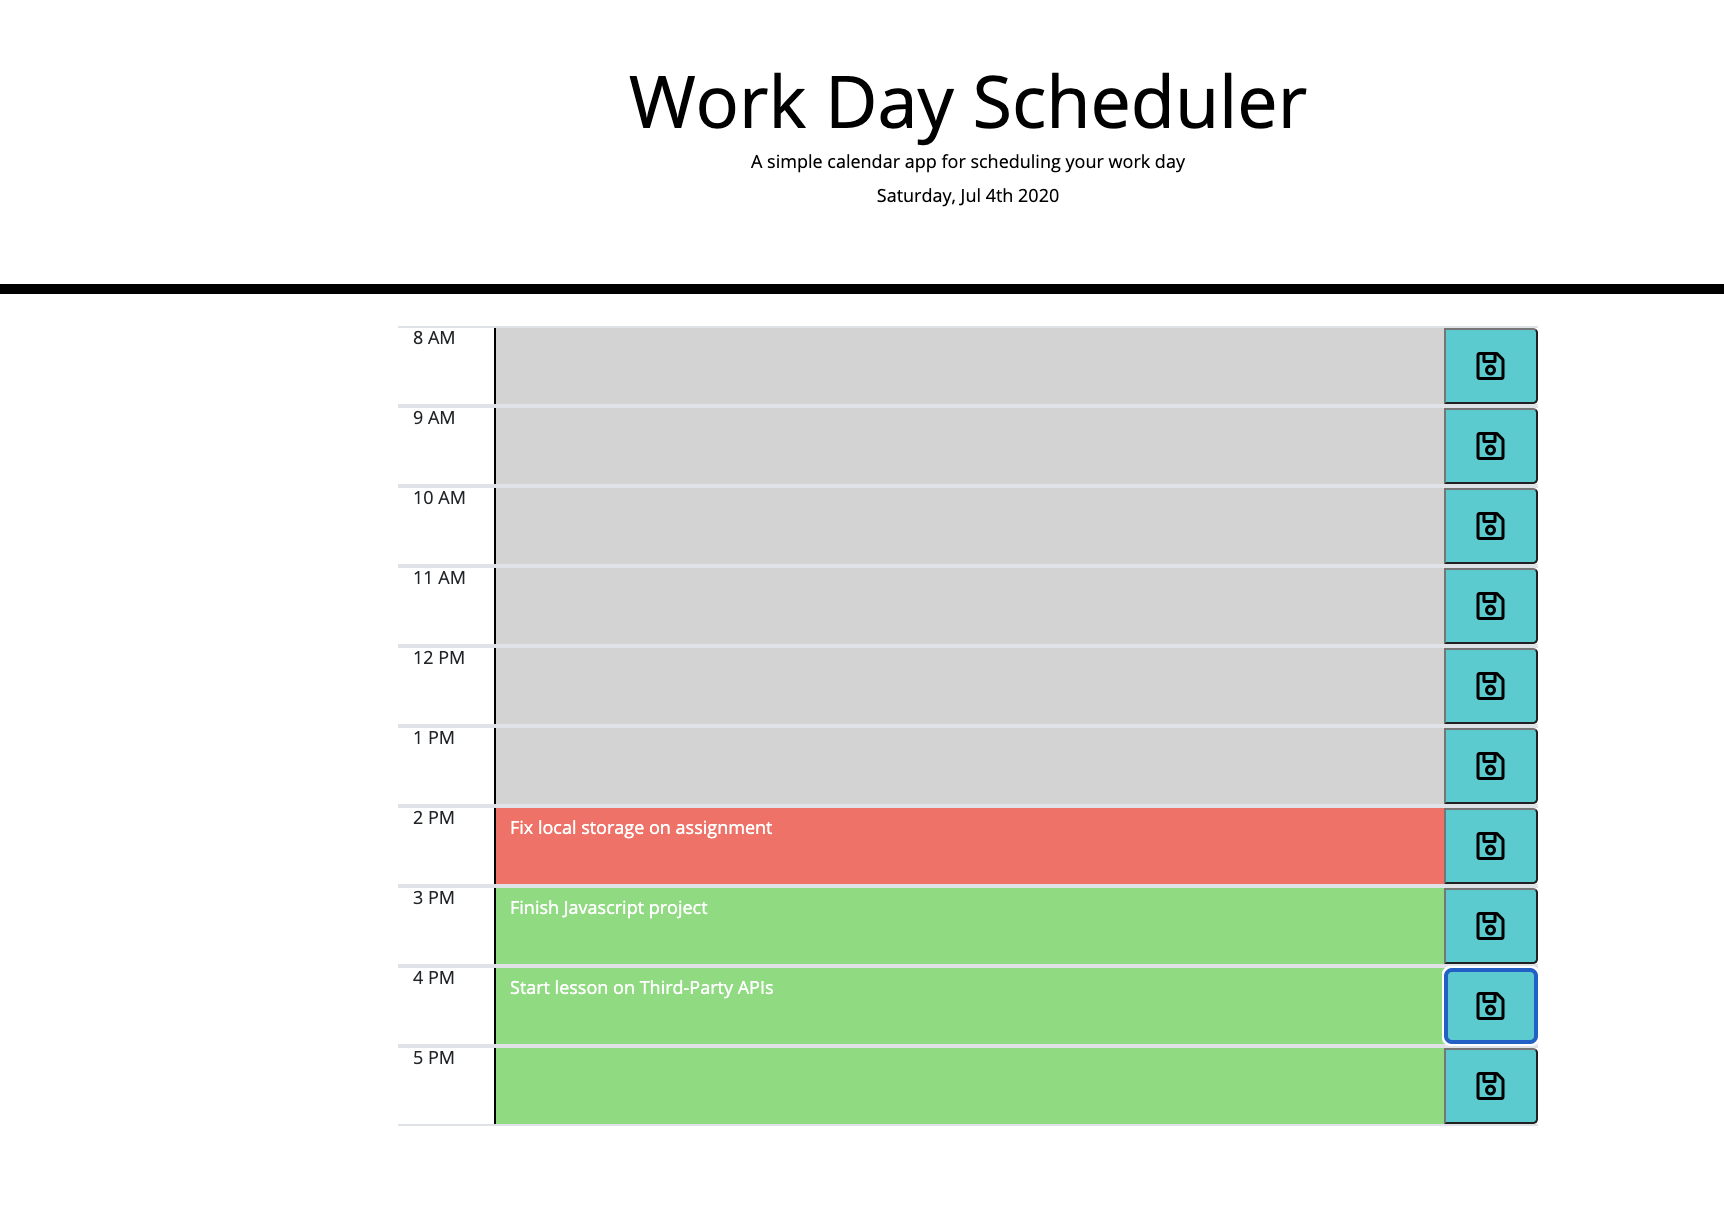 Work Day Scheduler
A simple calendar app for scheduling your work day
Saturday, Jul 4th 2020
8 AM
9 AM
10 AM
11 AM
12 PM
1 PM
2 PM
Fix local storage on assignment
3 PM
Finish Javascript project
4 PM
Start lesson on Third-Party APIs
5 PM